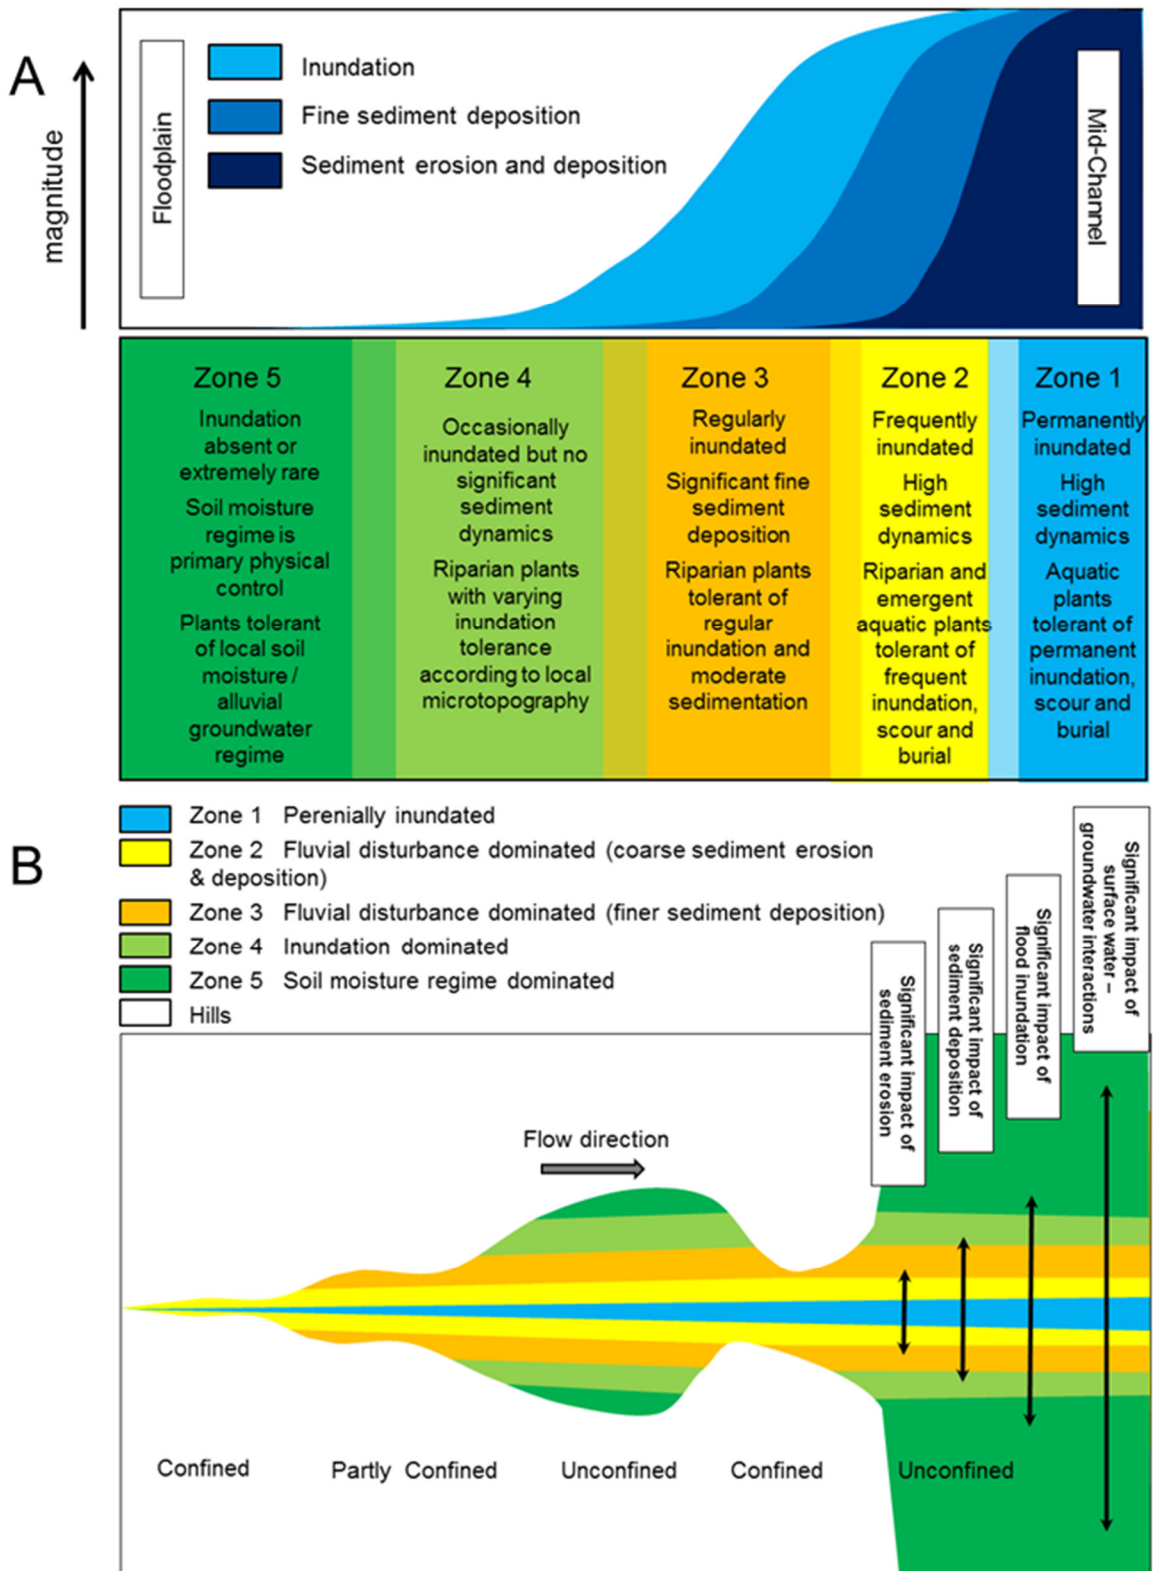 A
magnitude
Floodplain
Inundation
Fine sediment deposition
Sediment erosion and deposition
Mid-Channel
Zone 5
Inundation
absent or
extremely rare
Soil moisture
regime is
primary physical
control
Plants tolerant
of local soil
moisture /
alluvial
groundwater
regime
Zone 4
Occasionally
inundated but no
significant
sediment
dynamics
Riparian plants
with varying
inundation
tolerance
according to local
microtopography
Zone 3
Regularly
inundated
Significant fine
sediment
deposition
Riparian plants
tolerant of
regular
inundation and
moderate
sedimentation
Zone 2
Frequently
inundated
High
sediment
dynamics
Riparian and
emergent
aquatic plants
tolerant of
frequent
inundation,
scour and
burial
Zone 1
Permanently
inundated
High
sediment
dynamics
Aquatic
plants
tolerant of
permanent
inundation,
scour and
burial
B
Zone 1 Perenially inundated
Zone 2 Fluvial disturbance dominated (coarse sediment erosion
& deposition)
Zone 3 Fluvial disturbance dominated (finer sediment deposition)
Zone 4 Inundation dominated
Zone 5 Soil moisture regime dominated
Hills
Significant impact of
sediment erosion
Significant impact of
sediment deposition
Significant impact of
flood inundation
Significant impact of
surface water –
groundwater interactions
Flow direction
Confined
Partly Confined
Unconfined
Confined
Unconfined